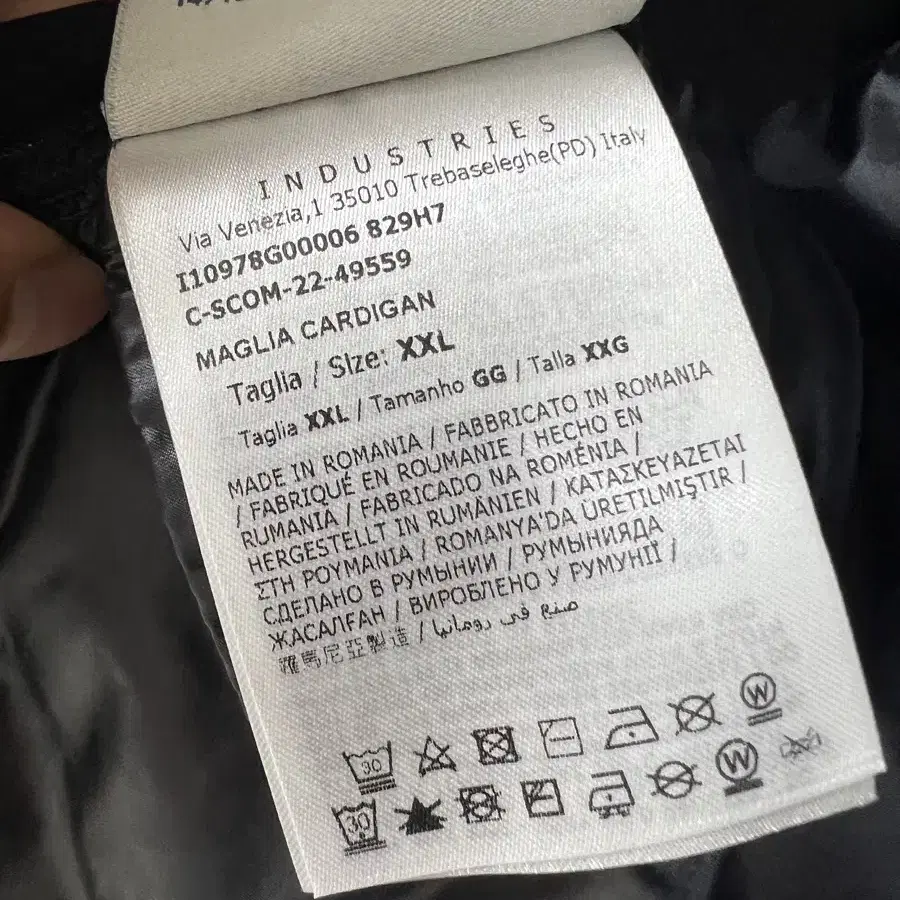 INDUSTRIES
Via Venezia,1 35010 Trebaseleghe(PD) Italy
I10978G00006 829H7
C-SCOM-22-49559
MAGLIA CARDIGAN
Taglia / SIze: XXL
Taglia XXL / Tamanho GG / Talla XXG
MADE IN ROMANIA / FABBRICATO IN ROMANIA
/ FABRIQUÉ EN ROUMANIE / HECHO EN
RUMANIA / FABRICADO NA ROMÉNIA /
HERGESTELLT IN RUMÄNIEN / ΚΑΤΑΣΚΕΥΑΖΕΤΑΙ
ΣΤΗ ΡΟΥΜΑΝΙΑ / ROMANYA'DA ÜRETILMIŞTIR /
СДЕЛАНО В РУМЫНИИ / РУМЫНИЯДА
ЖАСАЛҒАН / ВИРОБЛЕНО У РУМУНІЇ /
羅馬尼亞製造 / صنع في رومانيا
30 W
30 W